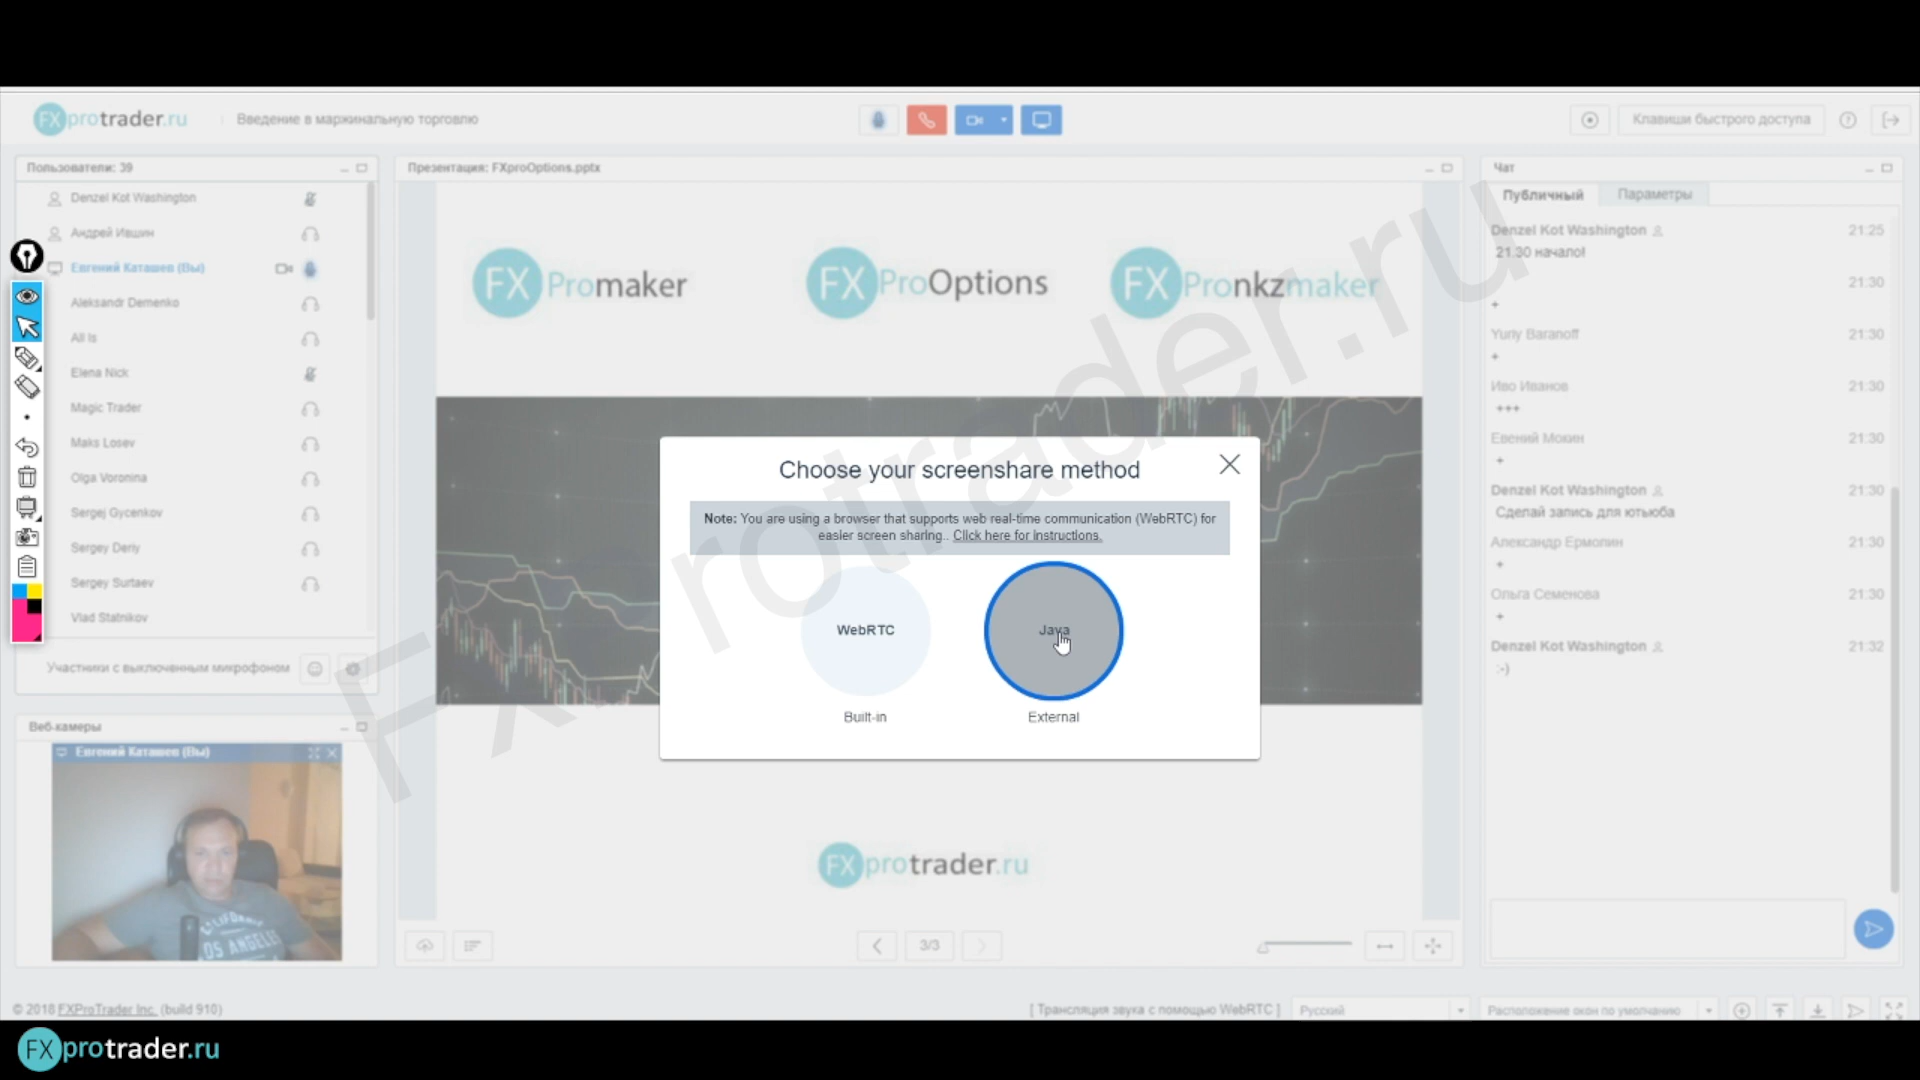 FXprotrader.ru
Введение в маржинальную торговлю
Клавиши быстрого доступа
Пользователи: 39
Denzel Kot Washington
Андрей Ившин
Евгений Каташев (Вы)
Aleksandr Demenko
Ali Is
Elena Nick
Magic Trader
Maks Losev
Olga Voronina
Sergej Gycenkov
Sergey Deriy
Sergey Surtaev
Vlad Statnikov
Участники с выключенным микрофоном
Веб-камеры
Евгений Каташев (Вы)
CALIFORNIA
LOS ANGELES
Презентация: FXproOptions.pptx
FX Promaker
FX ProOptions
FX Pronkzmaker
Choose your screenshare method
Note: You are using a browser that supports web real-time communication (WebRTC) for
easier screen sharing.. Click here for instructions.
WebRTC
Java
Built-in
External
FXprotrader.ru
3/3
Чат
Публичный
Параметры
Denzel Kot Washington 21:25
21.30 начало!
21:30
+
Yuriy Baranoff 21:30
+
Иво Иванов 21:30
+++
Евений Мокин 21:30
+
Denzel Kot Washington 21:30
Сделай запись для ютьюба
Александр Ермолин 21:30
+
Ольга Семенова 21:30
+
Denzel Kot Washington 21:32
:-)
© 2018 FXProTrader Inc. (build 910)
[ Трансляция звука с помощью WebRTC ]
Русский
Расположение окон по умолчанию
Fxprotrader.ru
FXprotrader.ru